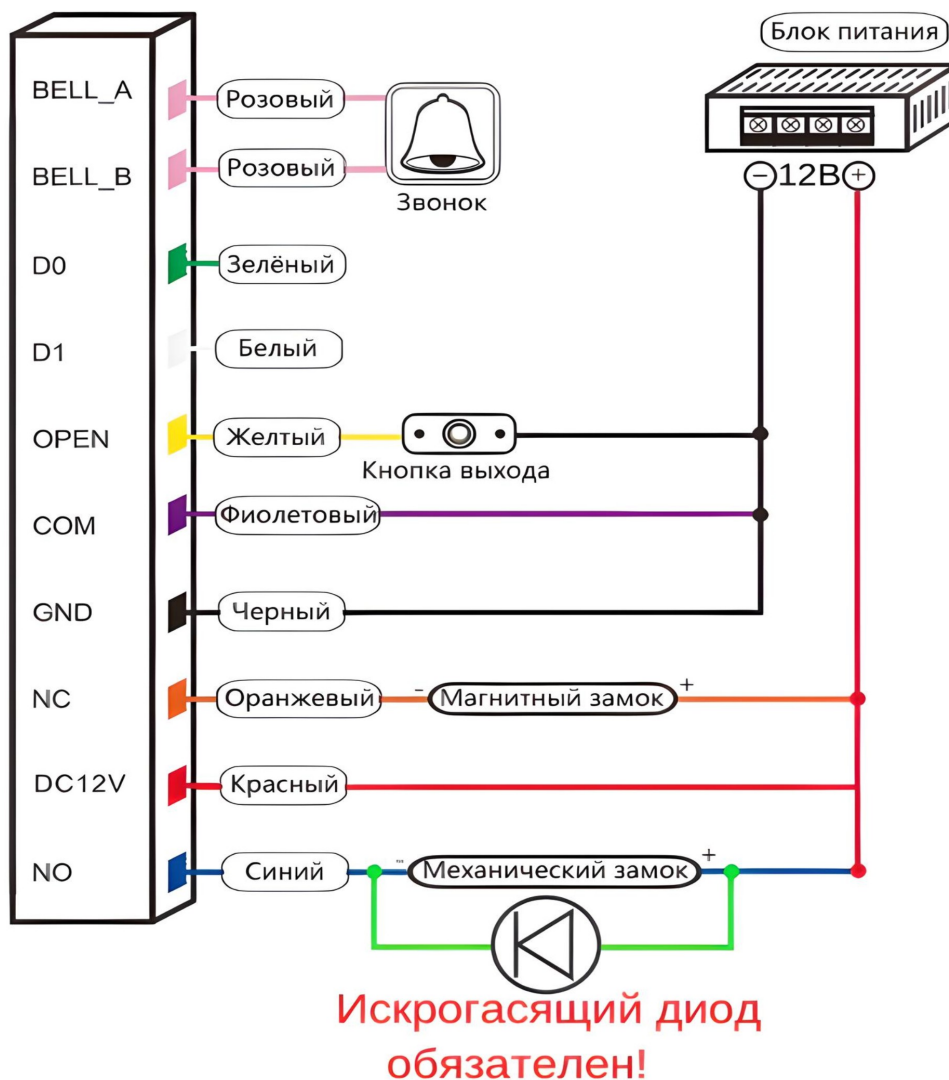 Блок питания
BELL_A
Розовый
BELL_B
Розовый
Звонок
− 12В +
D0
Зелёный
D1
Белый
OPEN
Желтый
Кнопка выхода
COM
Фиолетовый
GND
Черный
NC
Оранжевый
- Магнитный замок +
DC12V
Красный
NO
Синий
- Механический замок +
Искрогасящий диод
обязателен!